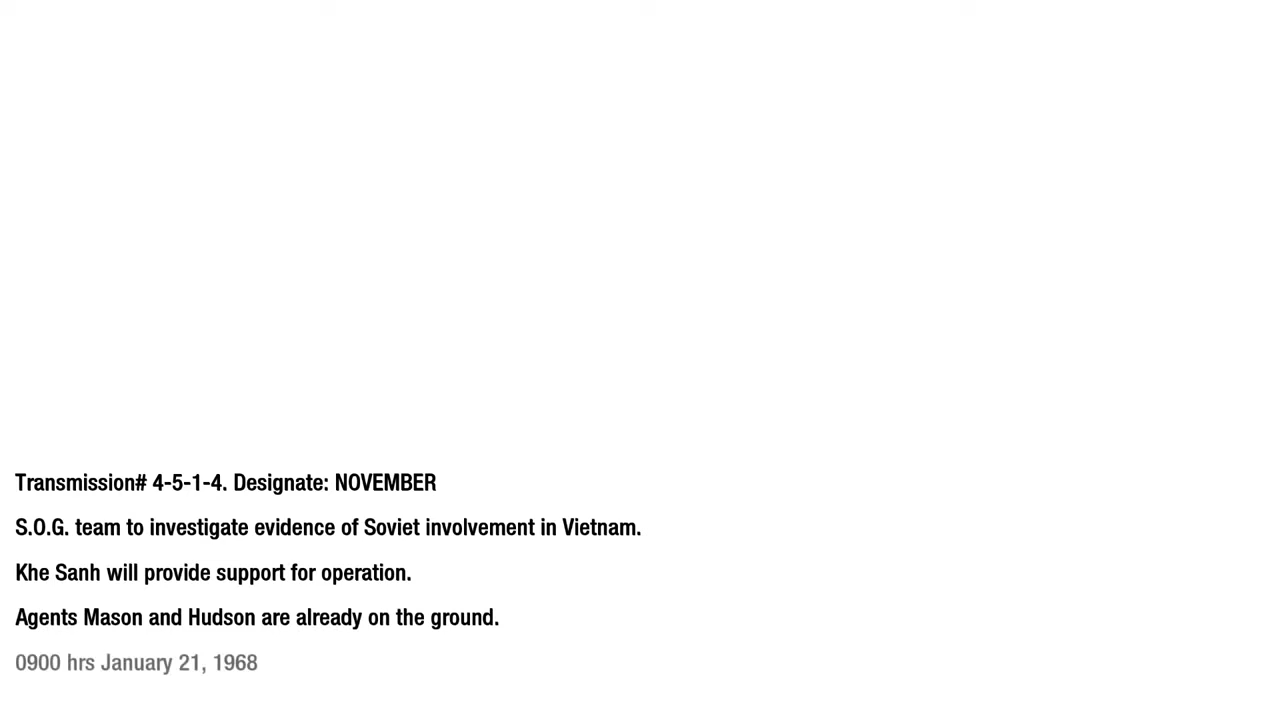 Transmission# 4-5-1-4. Designate: NOVEMBER
S.O.G. team to investigate evidence of Soviet involvement in Vietnam.
Khe Sanh will provide support for operation.
Agents Mason and Hudson are already on the ground.
0900 hrs January 21, 1968